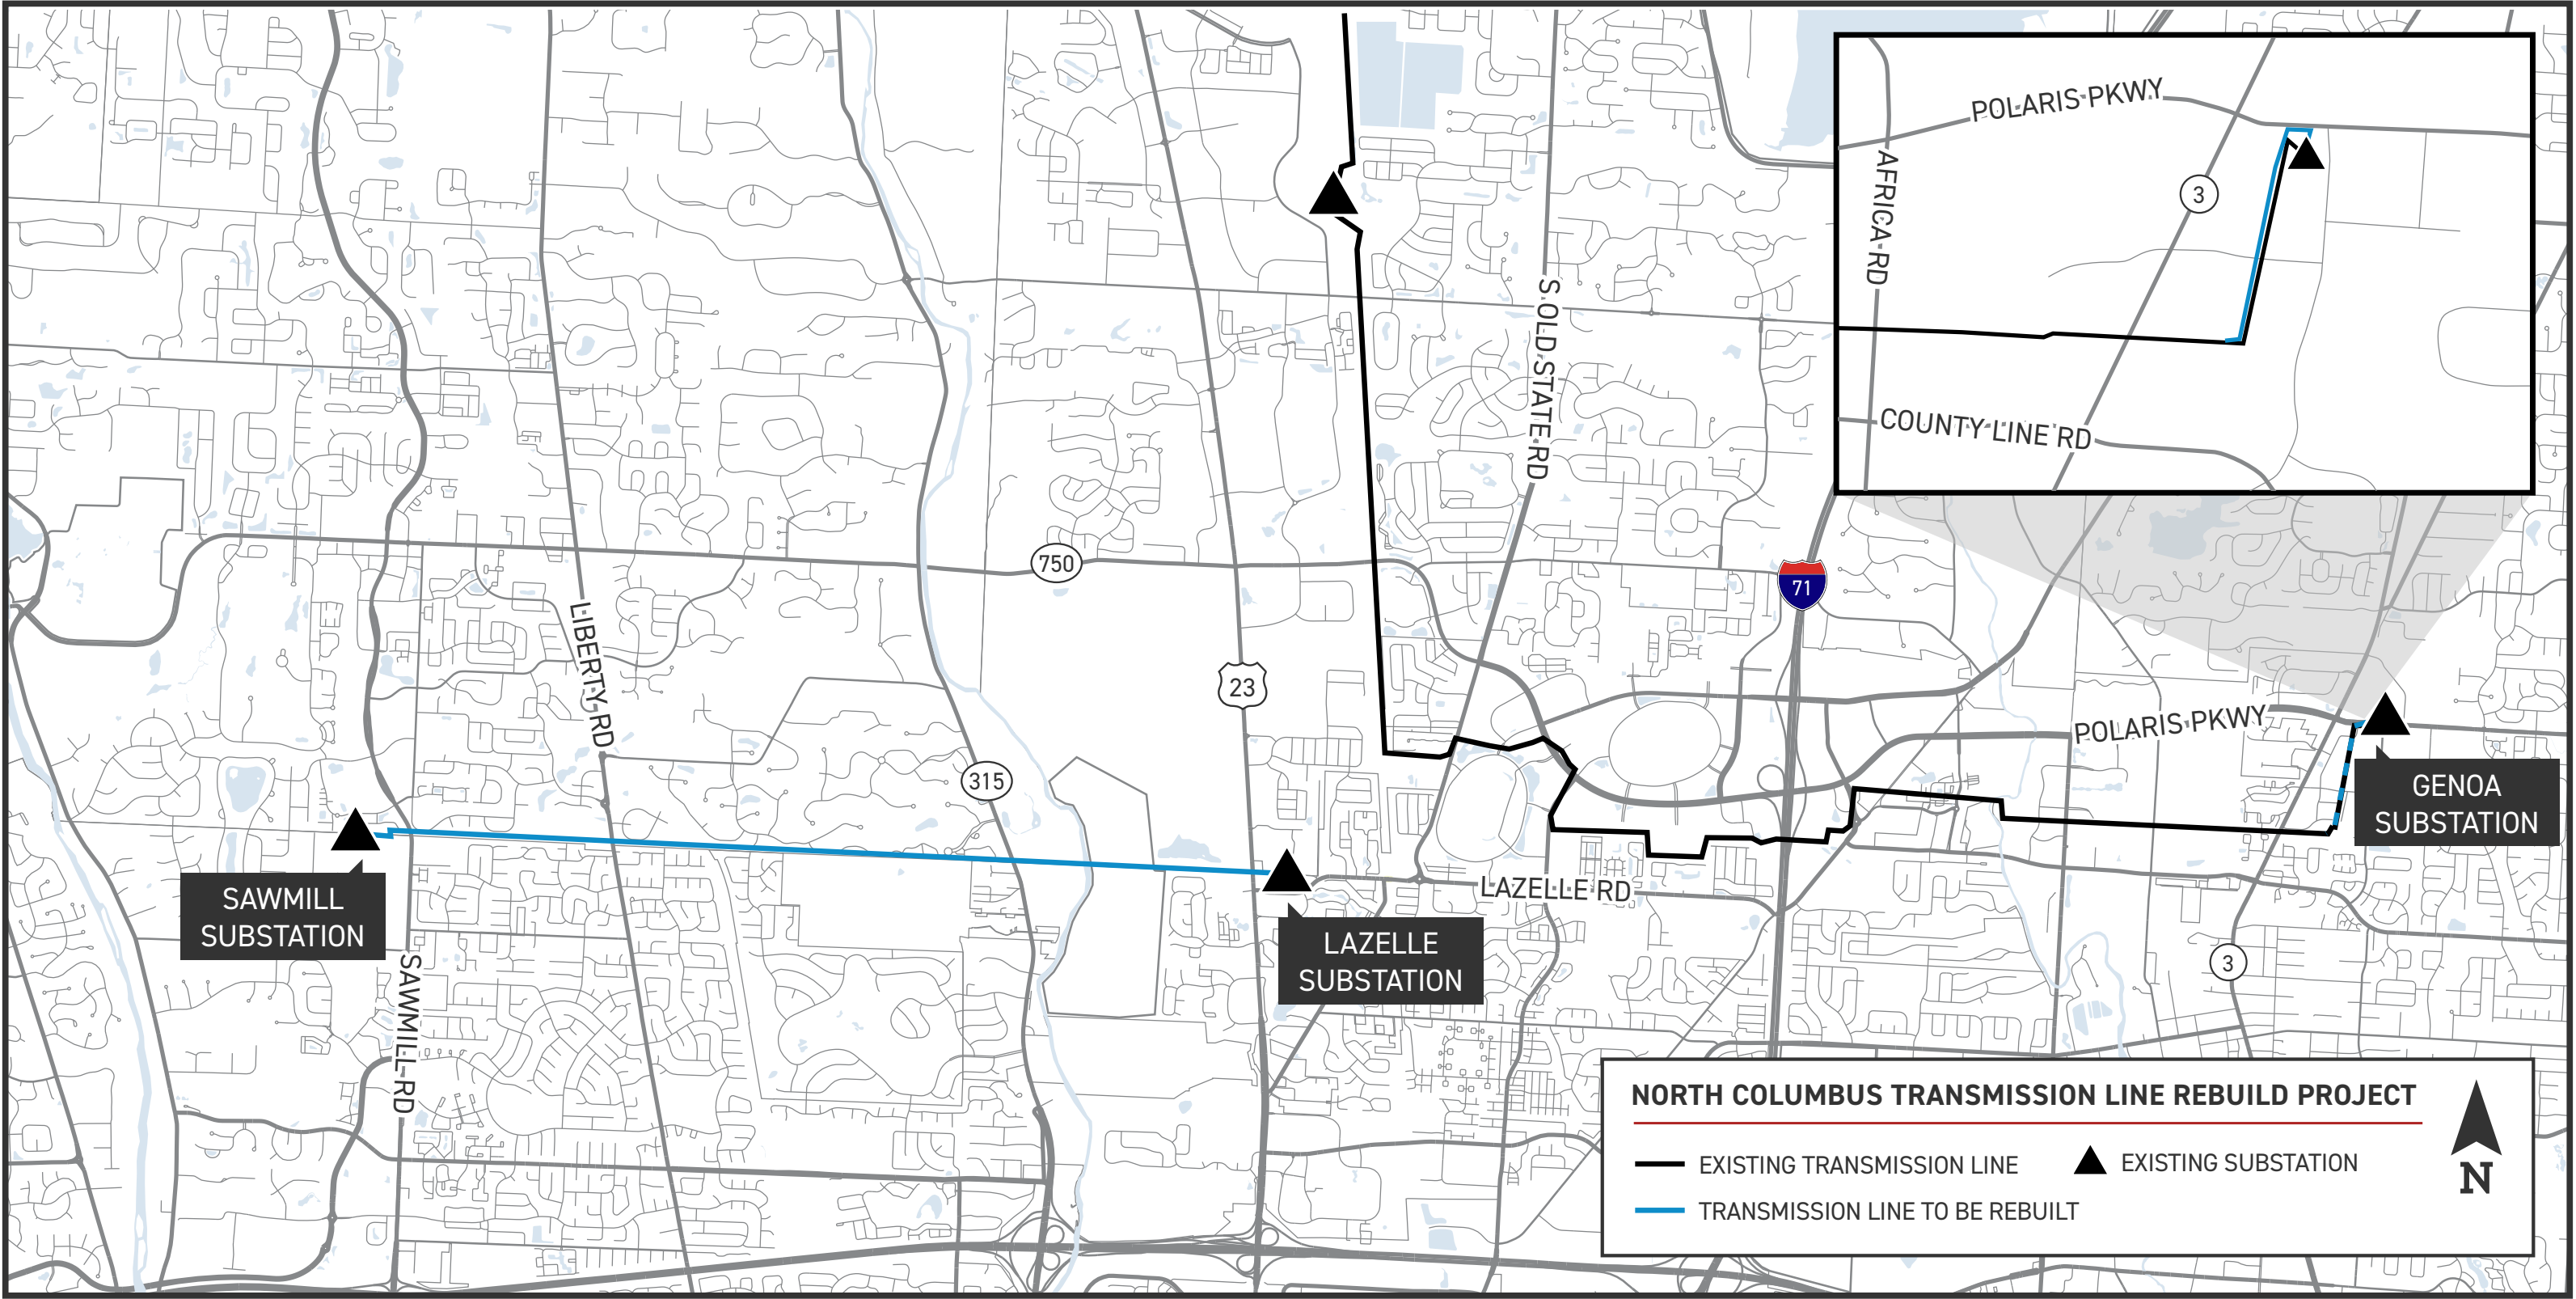 POLARIS PKWY
AFRICA RD
3
COUNTY LINE RD
S OLD STATE RD
750
71
LIBERTY RD
23
POLARIS PKWY
315
GENOA
SUBSTATION
SAWMILL
SUBSTATION
LAZELLE RD
LAZELLE
SUBSTATION
SAWMILL RD
3
NORTH COLUMBUS TRANSMISSION LINE REBUILD PROJECT
EXISTING TRANSMISSION LINE
EXISTING SUBSTATION
TRANSMISSION LINE TO BE REBUILT
N